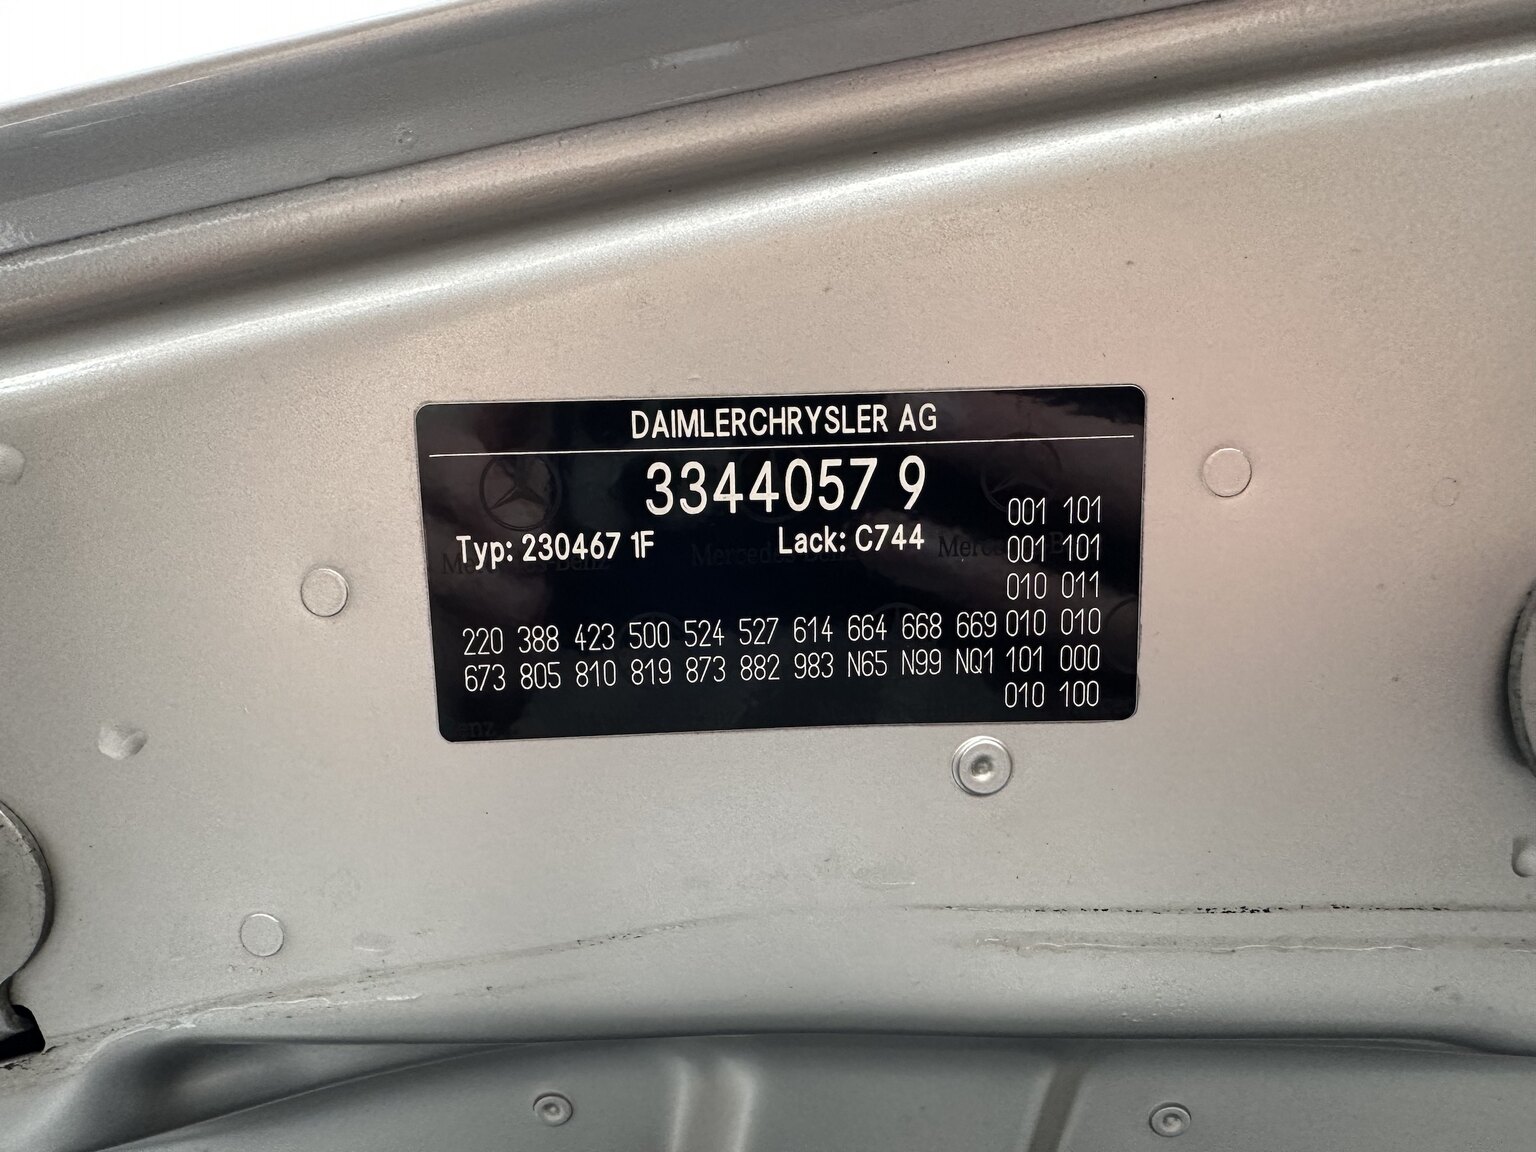 DAIMLERCHRYSLER AG
3344057 9
001 101
Typ: 230467 1F Lack: C744 001 101
010 011
220 388 423 500 524 527 614 664 668 669 010 010
673 805 810 819 873 882 983 N65 N99 NQ1 101 000
010 100